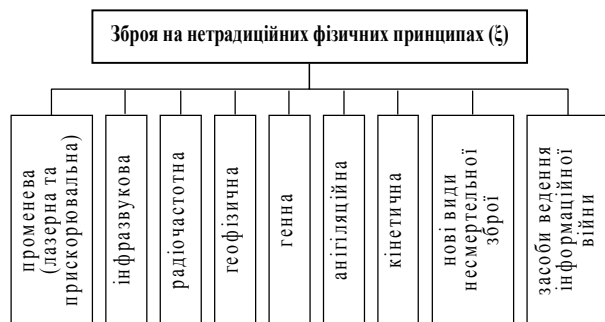 Зброя на нетрадиційних фізичних принципах (ξ)
променева
(лазерна та
прискорювальна)
інфразвукова
радіочастотна
геофізична
генна
анігіляційна
кінетична
нові види
несмертельної
зброї
засоби ведення
інформаційної
війни